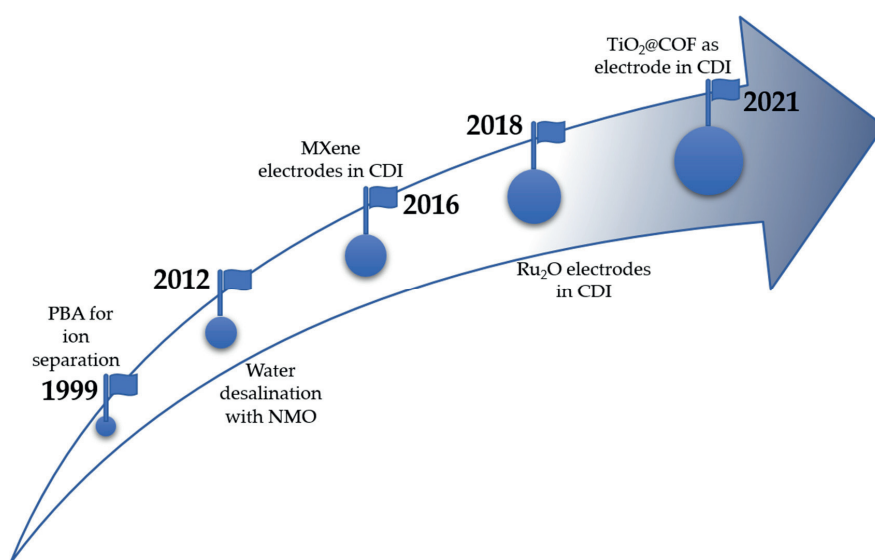 PBA for
ion
separation
1999
2012
Water
desalination
with NMO
MXene
electrodes in CDI
2016
2018
Ru₂O electrodes
in CDI
TiO₂@COF as
electrode in CDI
2021